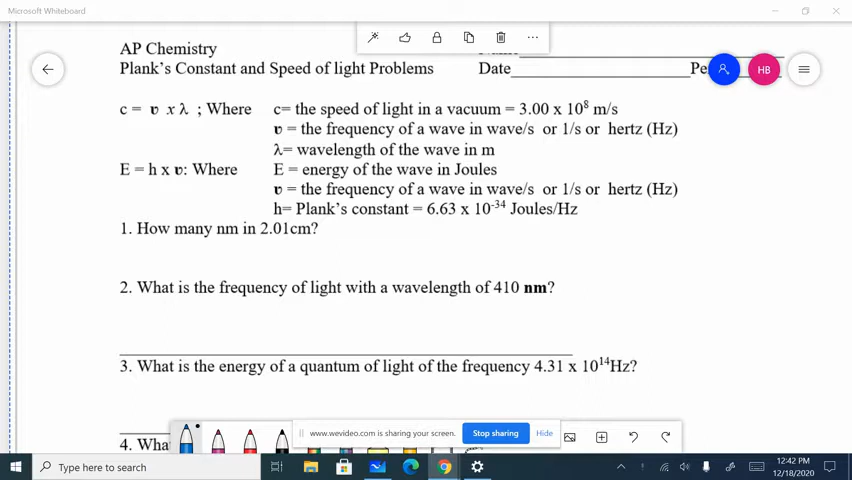 Microsoft Whiteboard
AP Chemistry
Plank's Constant and Speed of light Problems
Date
HB
c = υ x λ ; Where c= the speed of light in a vacuum = 3.00 x 10⁸ m/s
υ = the frequency of a wave in wave/s or 1/s or hertz (Hz)
λ= wavelength of the wave in m
E = h x υ: Where E = energy of the wave in Joules
υ = the frequency of a wave in wave/s or 1/s or hertz (Hz)
h= Plank's constant = 6.63 x 10⁻³⁴ Joules/Hz
1. How many nm in 2.01cm?
2. What is the frequency of light with a wavelength of 410 nm?
3. What is the energy of a quantum of light of the frequency 4.31 x 10¹⁴Hz?
www.wevideo.com is sharing your screen. Stop sharing Hide
4. What
Type here to search
12:42 PM
12/18/2020